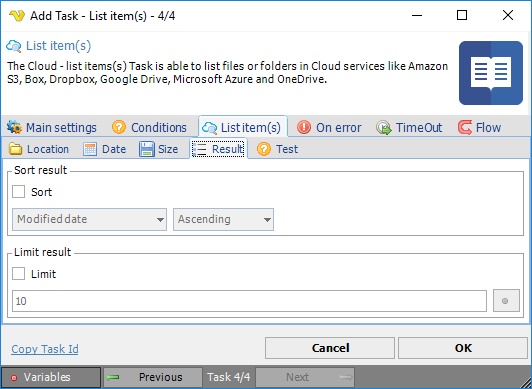 Add Task - List item(s) - 4/4
List item(s)
The Cloud - list items(s) Task is able to list files or folders in Cloud services like Amazon
S3, Box, Dropbox, Google Drive, Microsoft Azure and OneDrive.
Main settings Conditions List item(s) On error TimeOut Flow
Location Date Size Result Test
Sort result
Sort
Modified date Ascending
Limit result
Limit
10
Copy Task Id Cancel OK
Variables Previous Task 4/4 Next